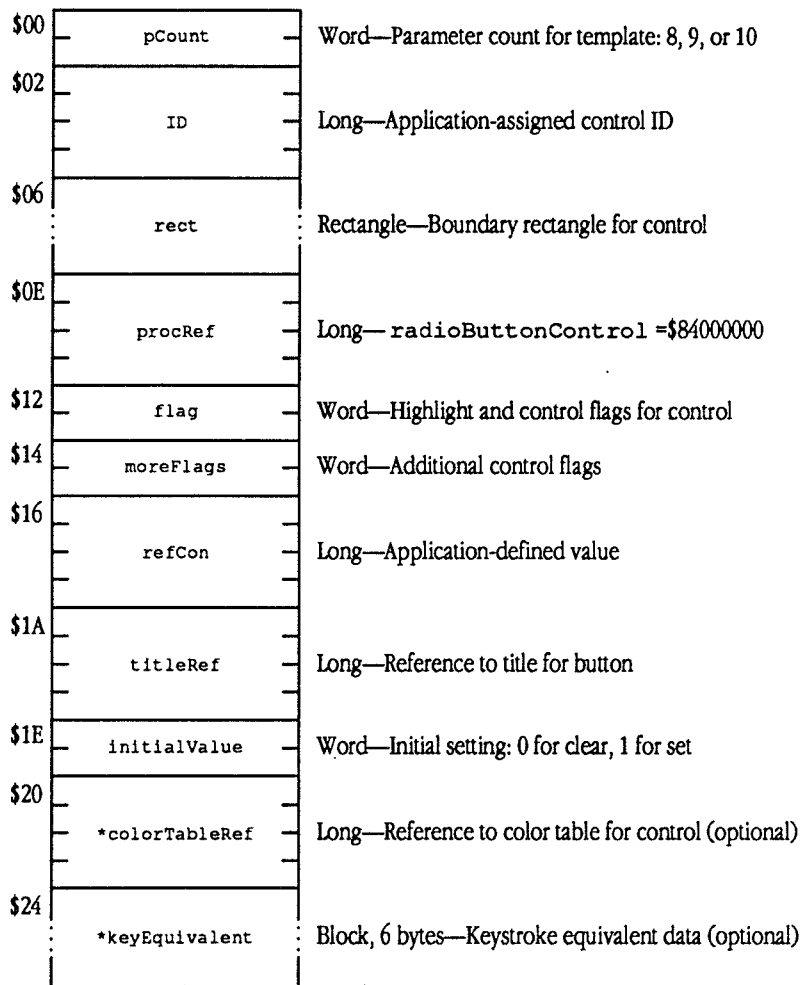 $00
pCount Word—Parameter count for template: 8, 9, or 10
$02
ID Long—Application-assigned control ID
$06
rect Rectangle—Boundary rectangle for control
$0E
procRef Long— radioButtonControl =$84000000
$12
flag Word—Highlight and control flags for control
$14
moreFlags Word—Additional control flags
$16
refCon Long—Application-defined value
$1A
titleRef Long—Reference to title for button
$1E
initialValue Word—Initial setting: 0 for clear, 1 for set
$20
*colorTableRef Long—Reference to color table for control (optional)
$24
*keyEquivalent Block, 6 bytes—Keystroke equivalent data (optional)